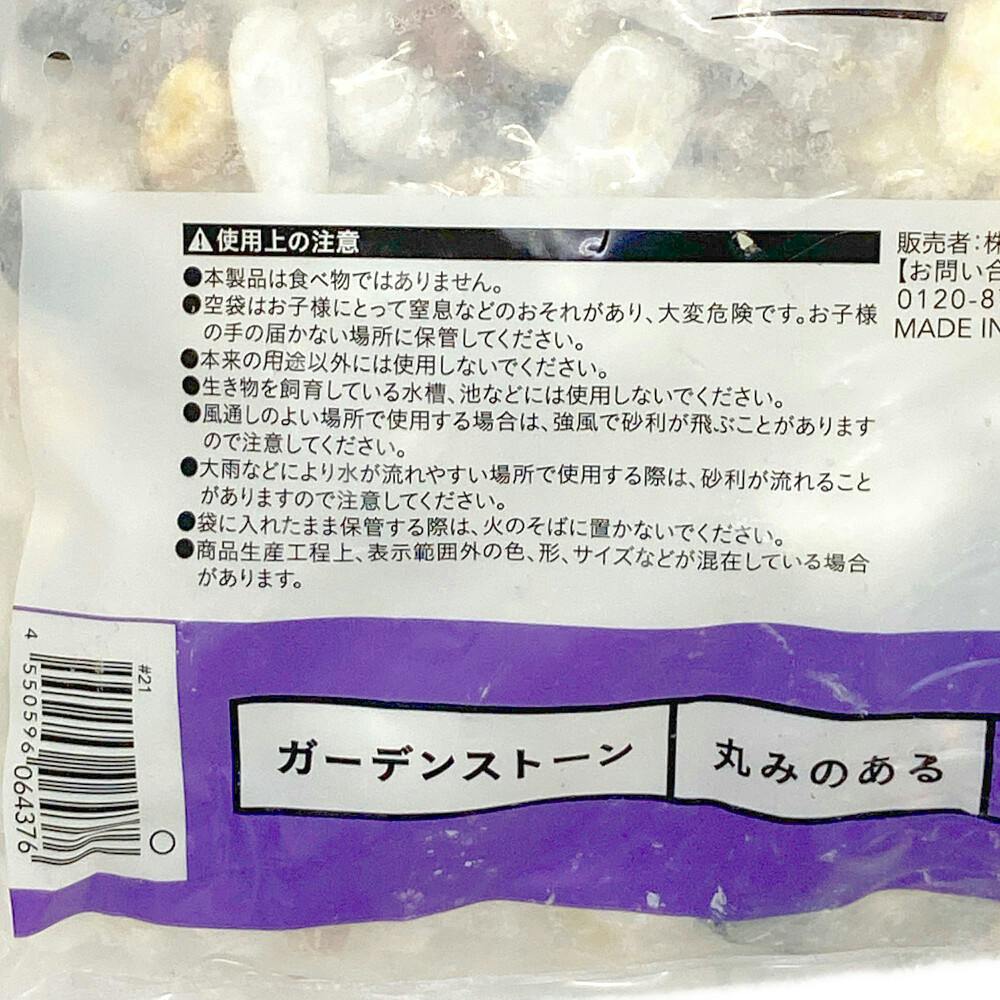 ⚠使用上の注意
●本製品は食べ物ではありません。
●空袋はお子様にとって窒息などのおそれがあり、大変危険です。お子様
の手の届かない場所に保管してください。
●本来の用途以外には使用しないでください。
●生き物を飼育している水槽、池などには使用しないでください。
●風通しのよい場所で使用する場合は、強風で砂利が飛ぶことがあります
ので注意してください。
●大雨などにより水が流れやすい場所で使用する際は、砂利が流れること
がありますので注意してください。
●袋に入れたまま保管する際は、火のそばに置かないでください。
●商品生産工程上、表示範囲外の色、形、サイズなどが混在している場合
があります。
販売者:株
【お問い合
0120-87
MADE IN
#21
4 550596 064376
ガーデンストーン
丸みのある